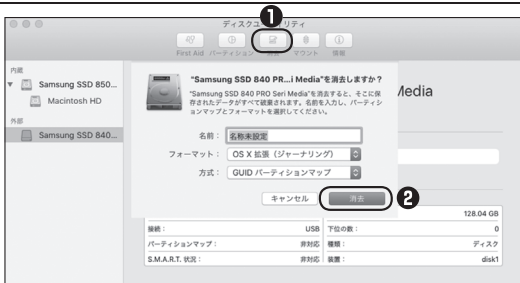 ディスクユーティリティ
1
First Aid パーティション 消去 マウント 情報
内蔵
Samsung SSD 850...
Macintosh HD
外部
Samsung SSD 840...
"Samsung SSD 840 PR...i Media"を消去しますか？
"Samsung SSD 840 PRO Seri Media"を消去すると、そこに保
存されたデータがすべて破棄されます。名前を入力し、パーティシ
ョンマップとフォーマットを選択してください。
Media
名前： 名称未設定
フォーマット： OS X 拡張（ジャーナリング）
方式： GUID パーティションマップ
キャンセル 消去 2
128.04 GB
接続： USB 下位の数： 0
パーティションマップ： 非対応 種類： ディスク
S.M.A.R.T. 状況： 非対応 装置： disk1